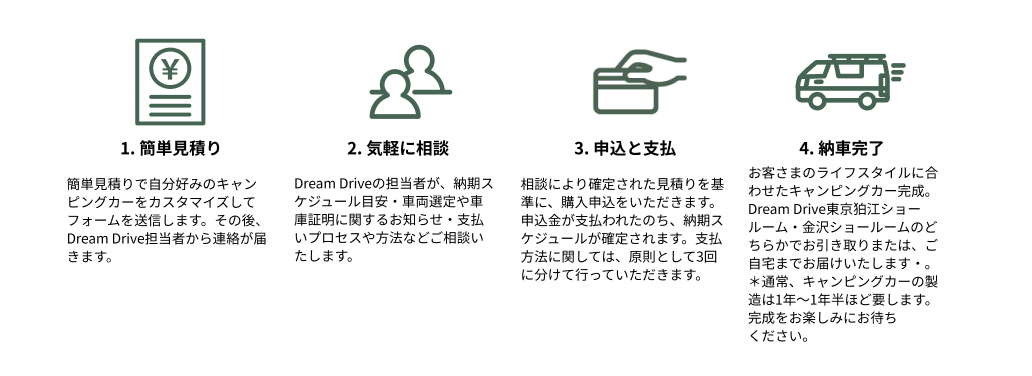 ¥
1. 簡単見積り
簡単見積りで自分好みのキャン
ピングカーをカスタマイズして
フォームを送信します。その後、
Dream Drive担当者から連絡が届
きます。
2. 気軽に相談
Dream Driveの担当者が、納期ス
ケジュール目安・車両選定や車
庫証明に関するお知らせ・支払
いプロセスや方法などご相談い
たします。
3. 申込と支払
相談により確定された見積りを基
準に、購入申込をいただきます。
申込金が支払われたのち、納期ス
ケジュールが確定されます。支払
方法に関しては、原則として3回
に分けて行っていただきます。
4. 納車完了
お客さまのライフスタイルに合
わせたキャンピングカー完成。
Dream Drive東京狛江ショー
ルーム・金沢ショールームのど
ちらかでお引き取りまたは、ご
自宅までお届けいたします・。
＊通常、キャンピングカーの製
造は1年〜1年半ほど要します。
完成をお楽しみにお待ち
ください。